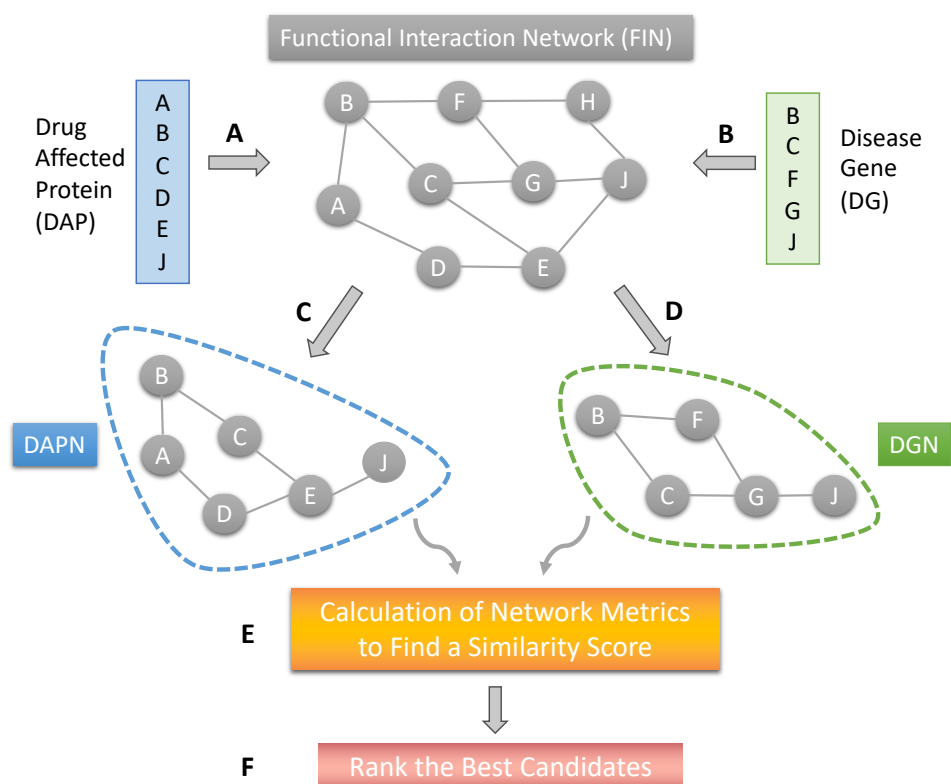 Functional Interaction Network (FIN)
Drug
Affected
Protein
(DAP)
A
B
C
D
E
J
A
B
F
H
C
G
J
A
D
E
B
B
C
F
G
J
Disease
Gene
(DG)
C
D
DAPN
B
C
A
J
E
D
B
F
C
G
J
DGN
E
Calculation of Network Metrics
to Find a Similarity Score
F
Rank the Best Candidates